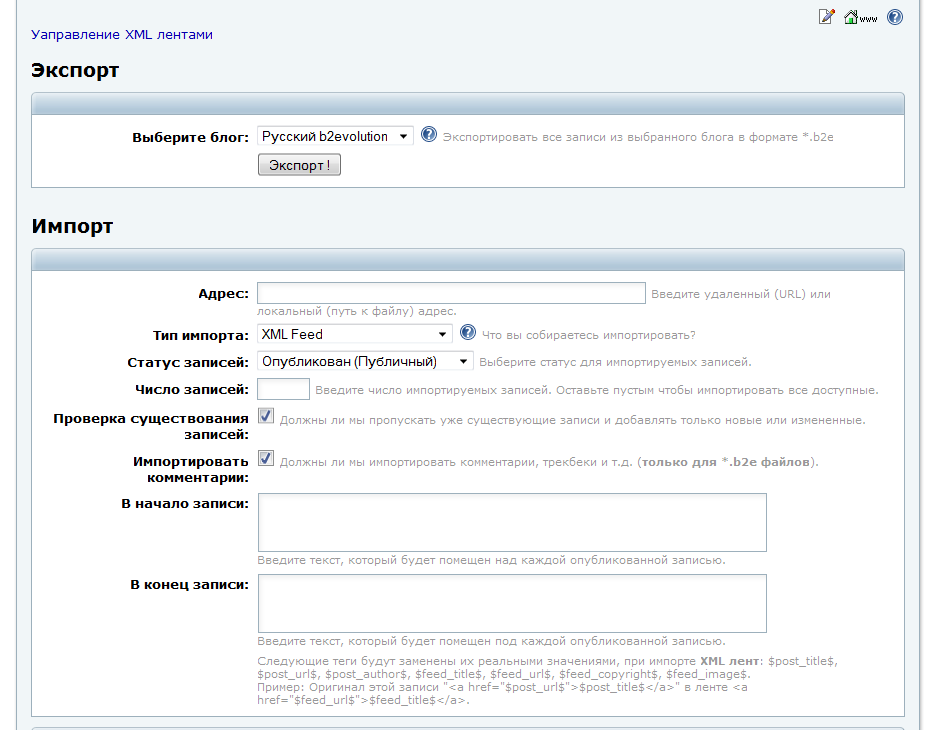 www
Уаправление XML лентами
Экспорт
Выберите блог: Русский b2evolution Экспортировать все записи из выбранного блога в формате *.b2e
Экспорт !
Импорт
Адрес: Введите удаленный (URL) или
локальный (путь к файлу) адрес.
Тип импорта: XML Feed Что вы собираетесь импортировать?
Статус записей: Опубликован (Публичный) Выберите статус для импортируемых записей.
Число записей: Введите число импортируемых записей. Оставьте пустым чтобы импортировать все доступные.
Проверка существования
записей:
Должны ли мы пропускать уже существующие записи и добавлять только новые или измененные.
Импортировать
комментарии:
Должны ли мы импортировать комментарии, трекбеки и т.д. (только для *.b2e файлов).
В начало записи:
Введите текст, который будет помещен над каждой опубликованной записью.
В конец записи:
Введите текст, который будет помещен под каждой опубликованной записью.
Следующие теги будут заменены их реальными значениями, при импорте XML лент: $post_title$,
$post_url$, $post_author$, $feed_title$, $feed_url$, $feed_copyright$, $feed_image$.
Пример: Оригинал этой записи "<a href="$post_url$">$post_title$</a>" в ленте <a
href="$feed_url$">$feed_title$</a>.